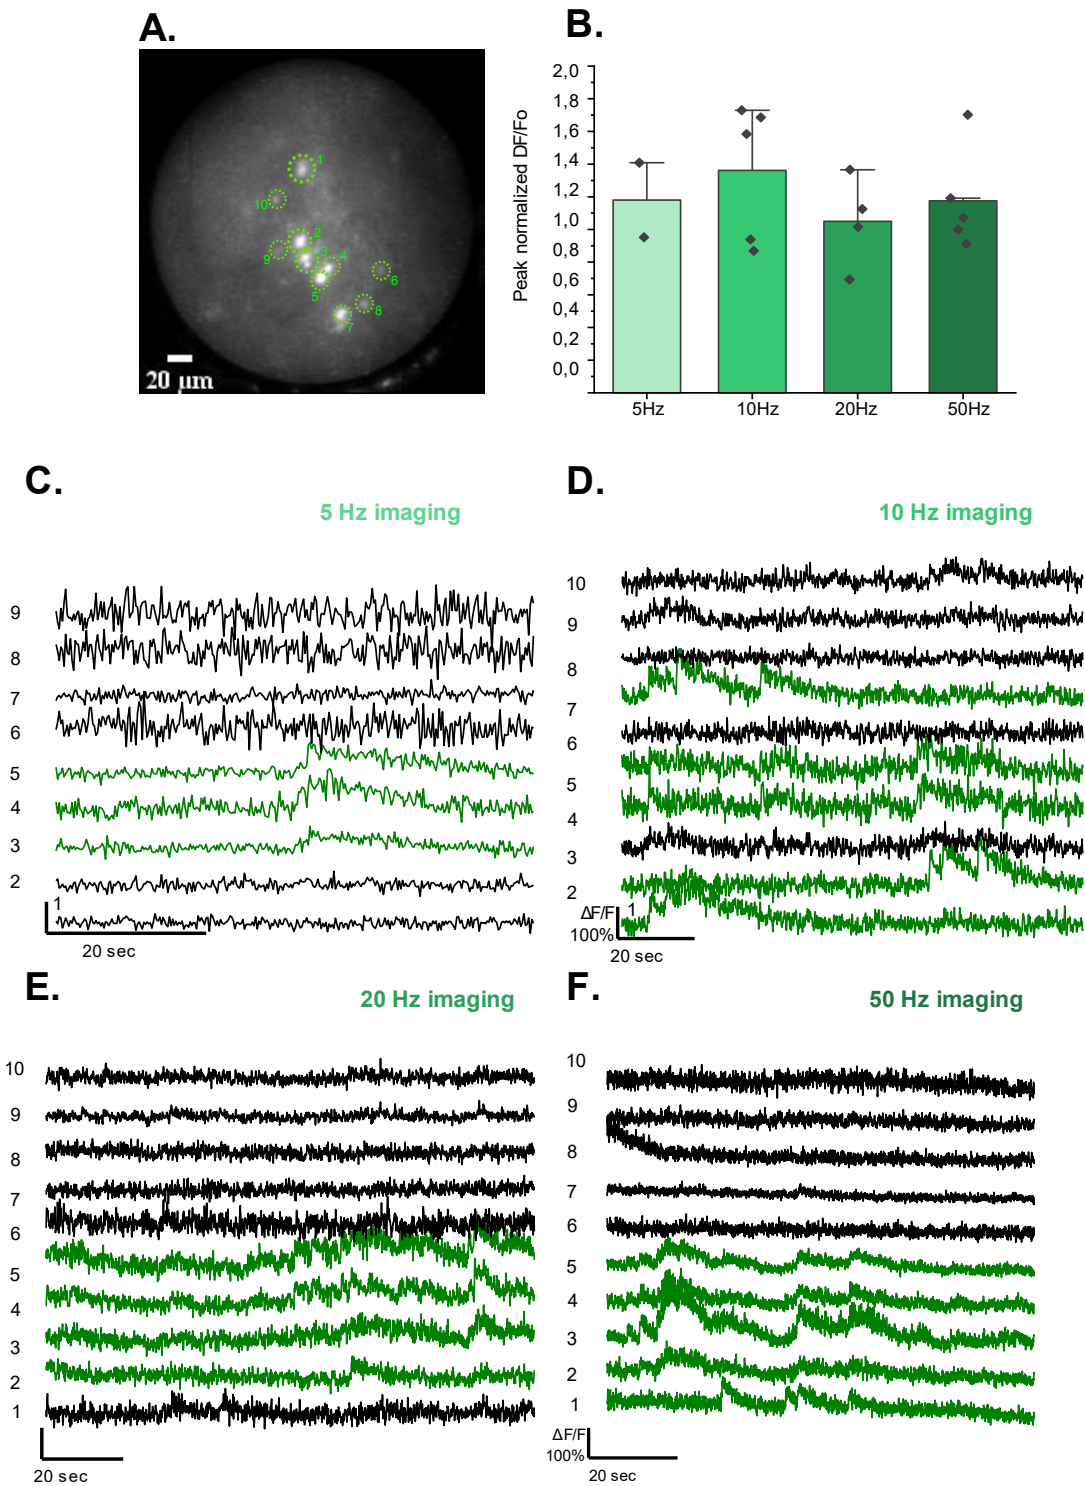 A.
1
10
2
3
4
9
6
5
8
7
20 µm
B.
Peak normalized DF/Fo
2,0
1,8
1,6
1,4
1,2
1,0
0,8
0,6
0,4
0,2
0,0
5Hz
10Hz
20Hz
50Hz
C.
5 Hz imaging
9
8
7
6
5
4
3
2
1
20 sec
D.
10 Hz imaging
10
9
8
7
6
5
4
3
2
1
ΔF/F
100%
20 sec
E.
20 Hz imaging
10
9
8
7
6
5
4
3
2
1
20 sec
F.
50 Hz imaging
10
9
8
7
6
5
4
3
2
1
ΔF/F
100%
20 sec